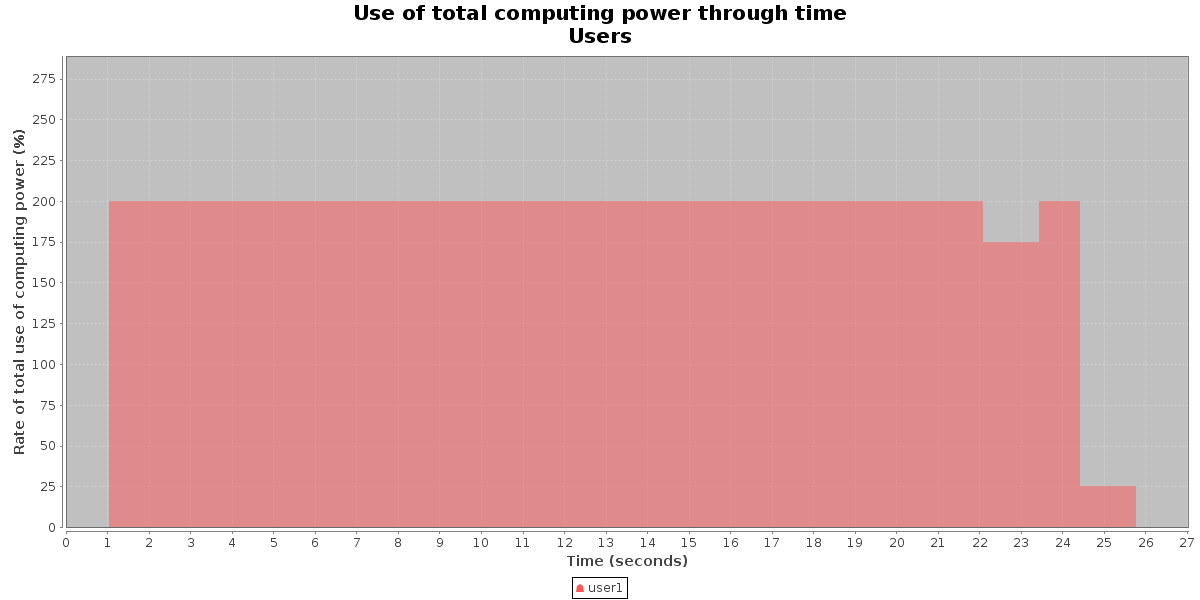 Use of total computing power through time
Users
Rate of total use of computing power (%)
275
250
225
200
175
150
125
100
75
50
25
0
0 1 2 3 4 5 6 7 8 9 10 11 12 13 14 15 16 17 18 19 20 21 22 23 24 25 26 27
Time (seconds)
user1